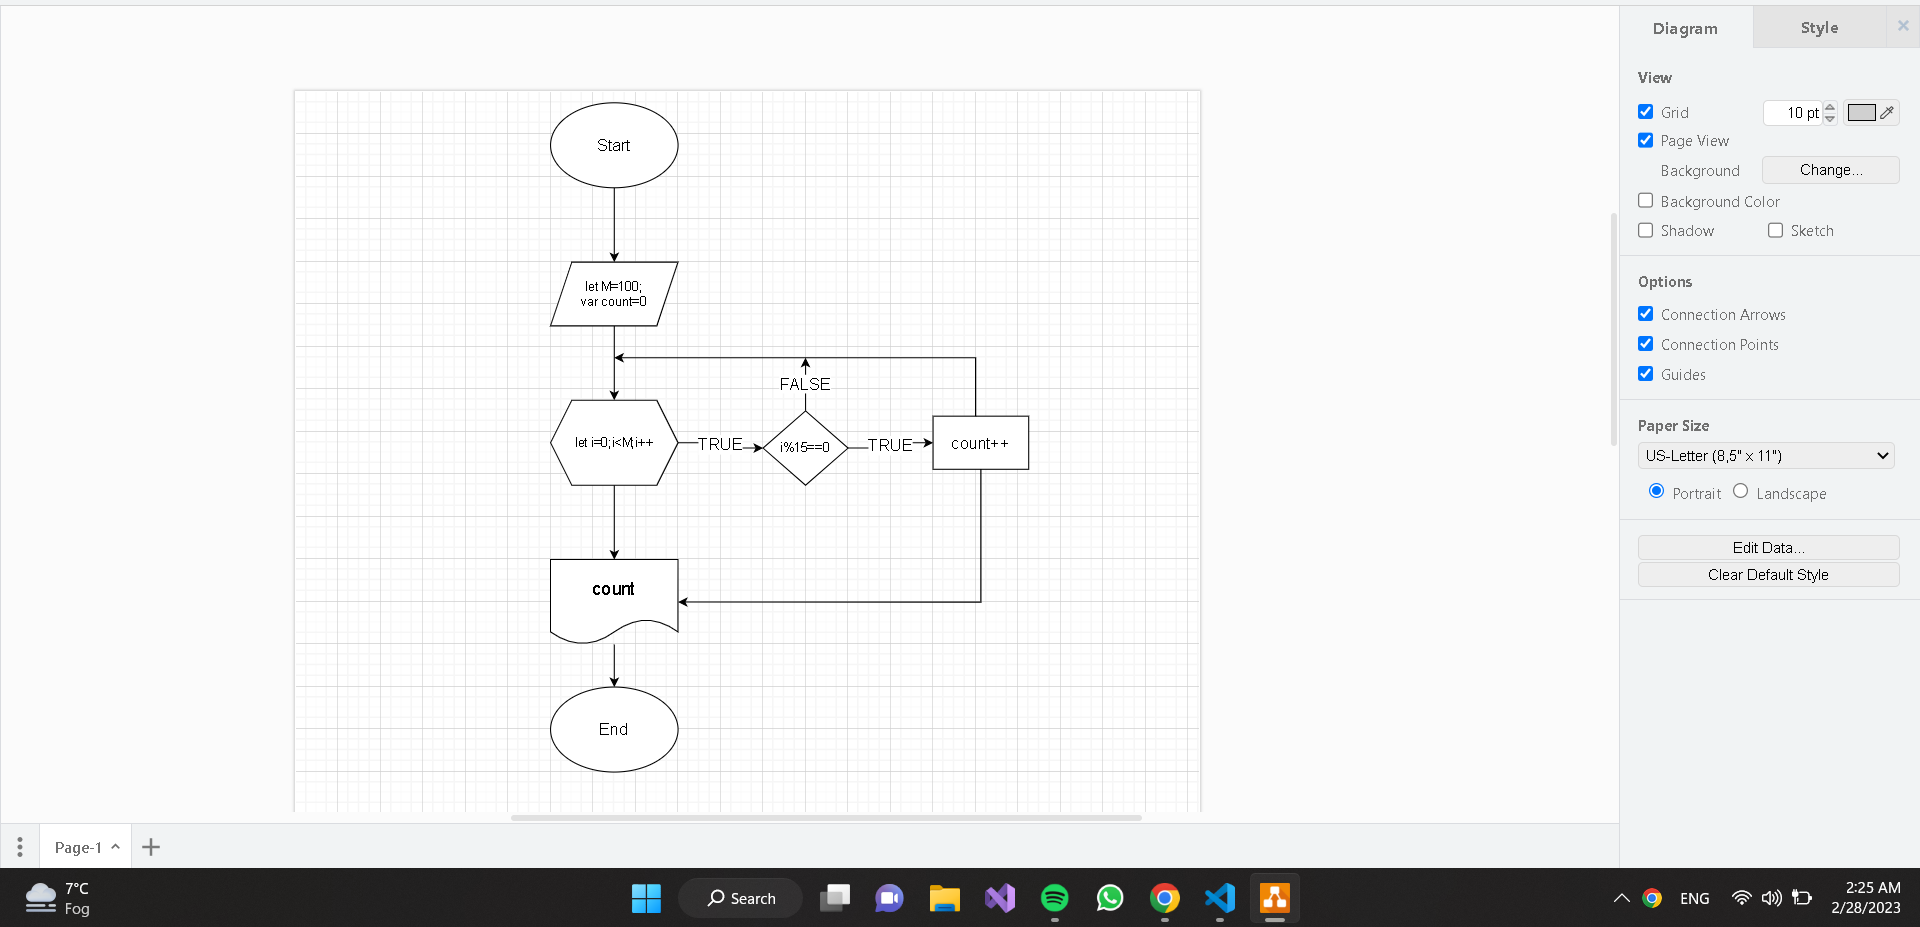 Diagram
Style
View
Grid
10 pt
Page View
Background
Change...
Background Color
Shadow
Sketch
Options
Connection Arrows
Connection Points
Guides
Paper Size
US-Letter (8,5" x 11")
Portrait
Landscape
Edit Data...
Clear Default Style
Start
let M=100;
var count=0
FALSE
let i=0;i<M;i++
TRUE
i%15==0
TRUE
count++
count
End
Page-1
7°C
Fog
Search
ENG
2:25 AM
2/28/2023